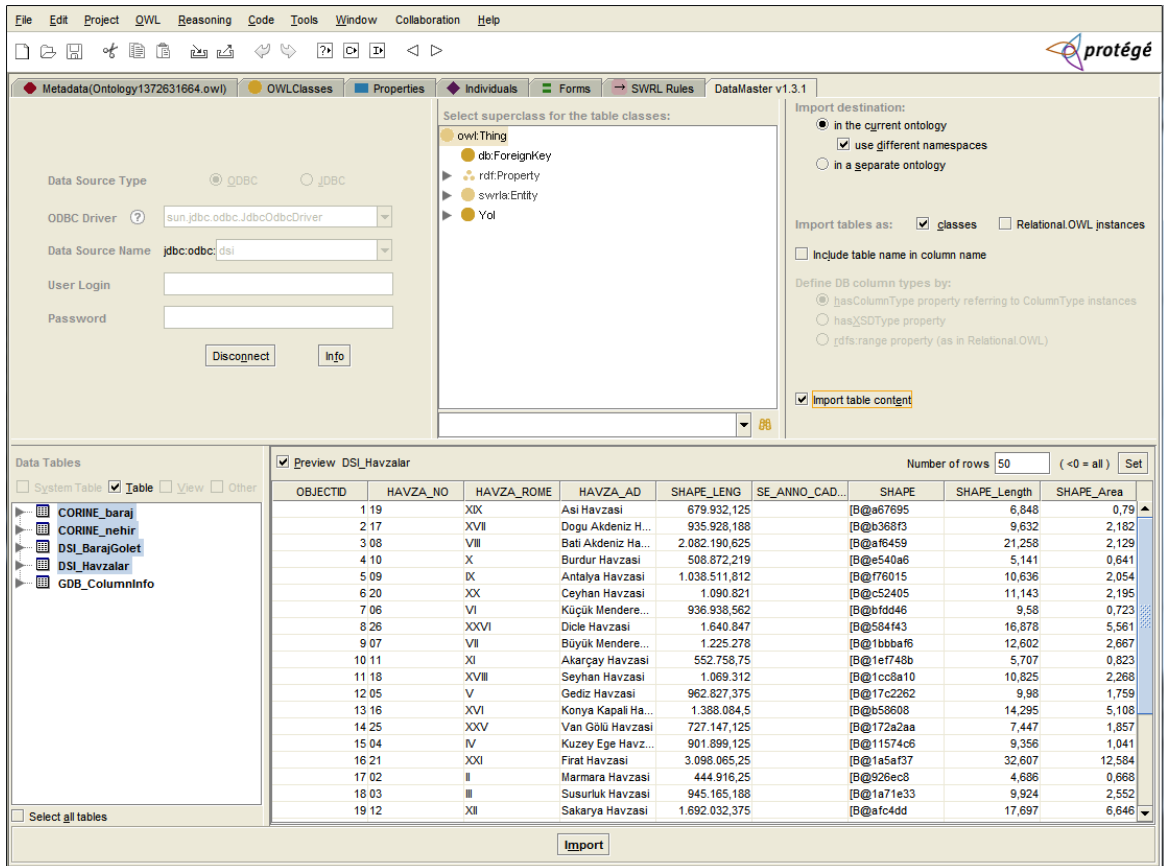 File Edit Project OWL Reasoning Code Tools Window Collaboration Help
protégé
Metadata(Ontology1372631664.owl) OWLClasses Properties Individuals Forms SWRL Rules DataMaster v1.3.1
Data Source Type ODBC JDBC
ODBC Driver ? sun.jdbc.odbc.JdbcOdbcDriver
Data Source Name jdbc:odbc: dsi
User Login
Password
Disconnect Info
Select superclass for the table classes:
owl:Thing
db:ForeignKey
rdf:Property
swrla:Entity
Yol
Import destination:
in the current ontology
use different namespaces
in a separate ontology
Import tables as: classes Relational.OWL instances
Include table name in column name
Define DB column types by:
hasColumnType property referring to ColumnType instances
hasXSDType property
rdfs:range property (as in Relational.OWL)
Import table content
Data Tables
System Table Table View Other
CORINE_baraj
CORINE_nehir
DSI_BarajGolet
DSI_Havzalar
GDB_ColumnInfo
Select all tables
Preview DSI_Havzalar Number of rows 50 ( <0 = all ) Set
OBJECTID HAVZA_NO HAVZA_ROME HAVZA_AD SHAPE_LENG SE_ANNO_CAD... SHAPE SHAPE_Length SHAPE_Area
1 19 XIX Asi Havzasi 679.932,125 [B@a67695 6,848 0,79
2 17 XVII Dogu Akdeniz H... 935.928,188 [B@b368f3 9,632 2,182
3 08 VIII Bati Akdeniz Ha... 2.082.190,625 [B@af6459 21,258 2,129
4 10 X Burdur Havzasi 508.872,219 [B@e540a6 5,141 0,641
5 09 IX Antalya Havzasi 1.038.511,812 [B@f76015 10,636 2,054
6 20 XX Ceyhan Havzasi 1.090.821 [B@c52405 11,143 2,195
7 06 VI Küçük Mendere... 936.938,562 [B@bfdd46 9,58 0,723
8 26 XXVI Dicle Havzasi 1.640.847 [B@584f43 16,878 5,561
9 07 VII Büyük Mendere... 1.225.278 [B@1bbbaf6 12,602 2,667
10 11 XI Akarçay Havzasi 552.758,75 [B@1ef748b 5,707 0,823
11 18 XVIII Seyhan Havzasi 1.069.312 [B@1cc8a10 10,825 2,268
12 05 V Gediz Havzasi 962.827,375 [B@17c2262 9,98 1,759
13 16 XVI Konya Kapali Ha... 1.388.084,5 [B@b58608 14,295 5,108
14 25 XXV Van Gölü Havzasi 727.147,125 [B@172a2aa 7,447 1,857
15 04 IV Kuzey Ege Havz... 901.899,125 [B@11574c6 9,356 1,041
16 21 XXI Firat Havzasi 3.098.065,25 [B@1a5af37 32,607 12,584
17 02 II Marmara Havzasi 444.916,25 [B@926ec8 4,686 0,668
18 03 III Susurluk Havzasi 945.165,188 [B@1a71e33 9,924 2,552
19 12 XII Sakarya Havzasi 1.692.032,375 [B@afc4dd 17,697 6,646
Import